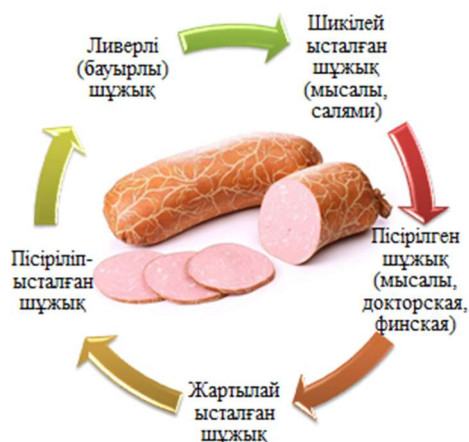 Ливерлі
(бауырлы)
шұжық
Шикілей
ысталған
шұжық
(мысалы,
салями)
Пісірілген
шұжық
(мысалы,
докторская,
финская)
Жартылай
ысталған
шұжық
Пісіріліп-
ысталған
шұжық